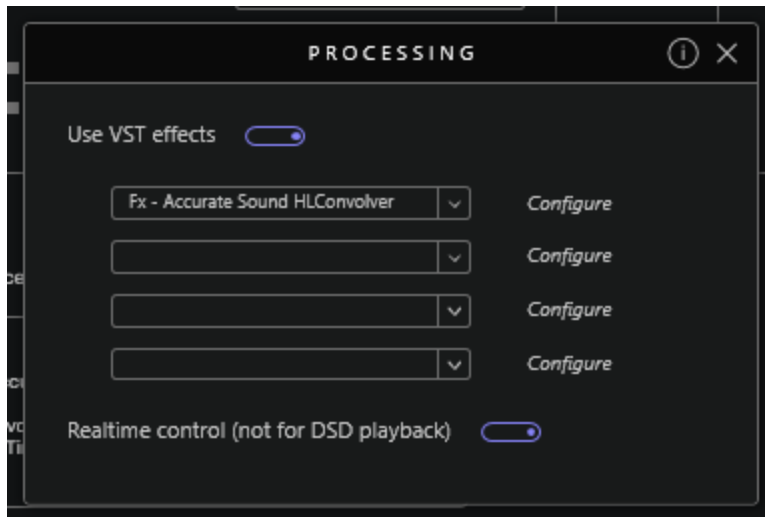 PROCESSING
Use VST effects
Fx - Accurate Sound HLConvolver
Configure
Configure
Configure
Configure
Realtime control (not for DSD playback)